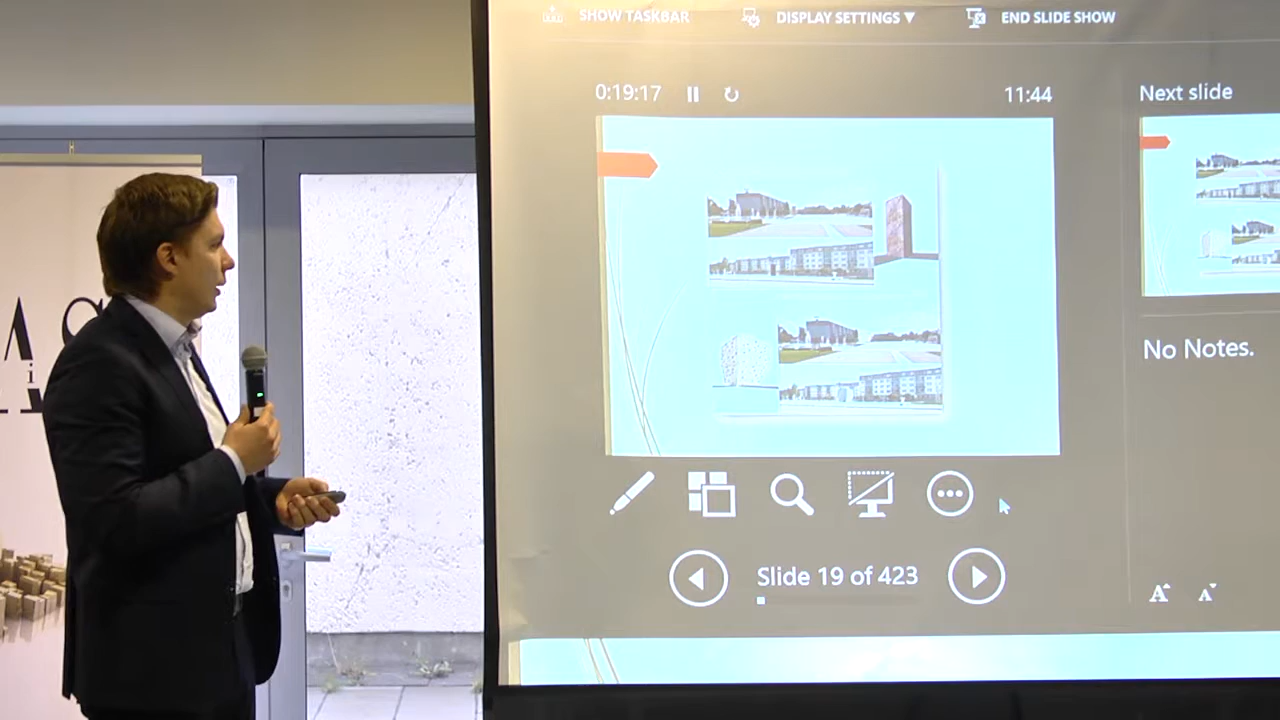 SHOW TASKBAR
DISPLAY SETTINGS ▼
END SLIDE SHOW
0:19:17
11:44
Next slide
No Notes.
Slide 19 of 423
A
A
A
i